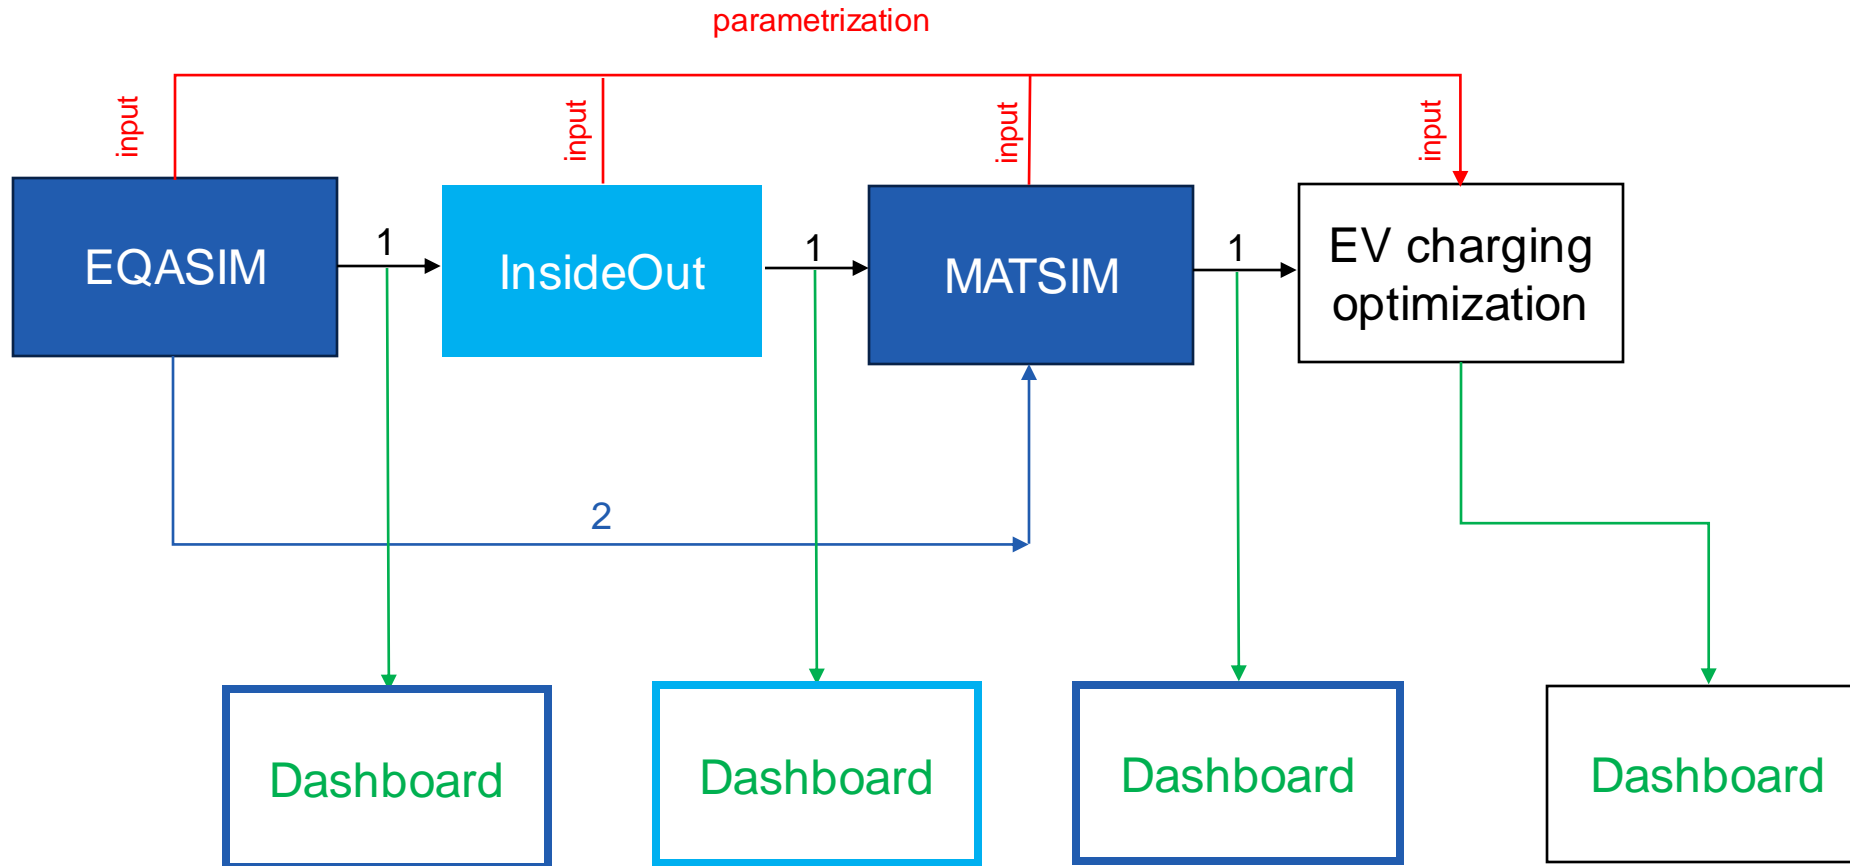 parametrization
input
input
input
input
EQASIM
1
InsideOut
1
MATSIM
1
EV charging
optimization
2
Dashboard
Dashboard
Dashboard
Dashboard